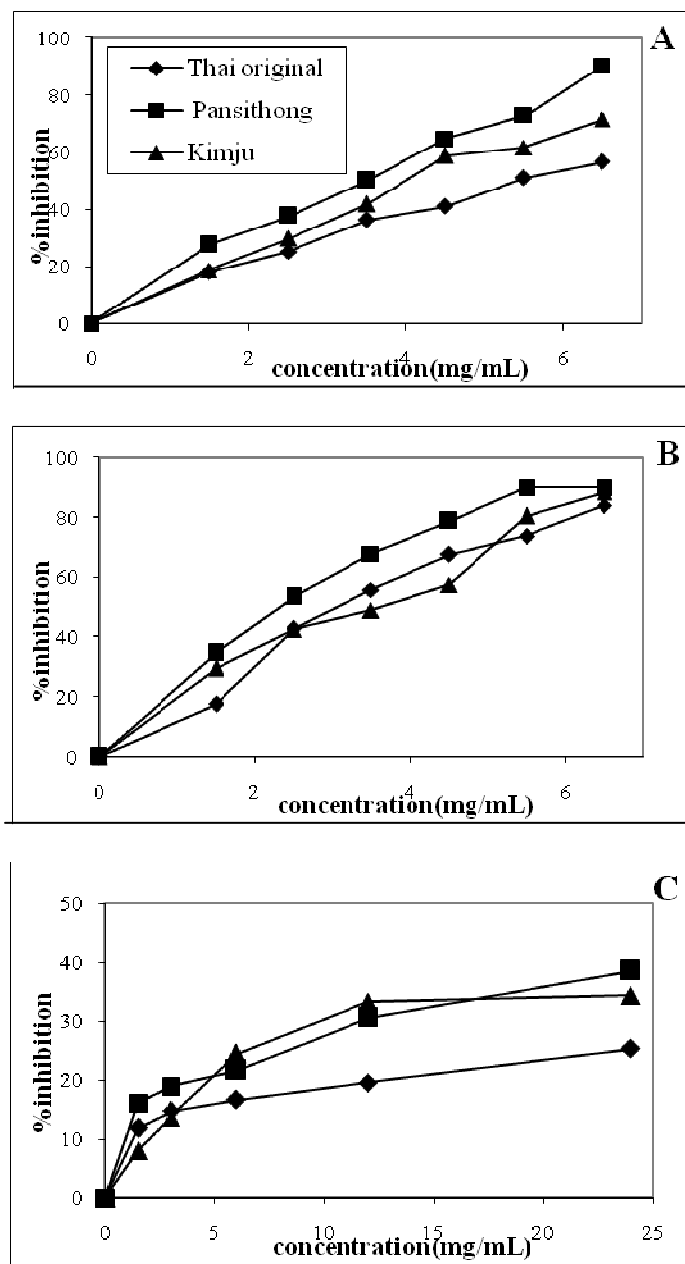 A
100
80
60
40
20
0
%inhibition
Thai original
Pansithong
Kimju
0 2 4 6
concentration(mg/mL)
B
100
80
60
40
20
0
%inhibition
0 2 4 6
concentration(mg/mL)
C
50
40
30
20
10
0
%inhibition
0 5 10 15 20 25
concentration(mg/mL)